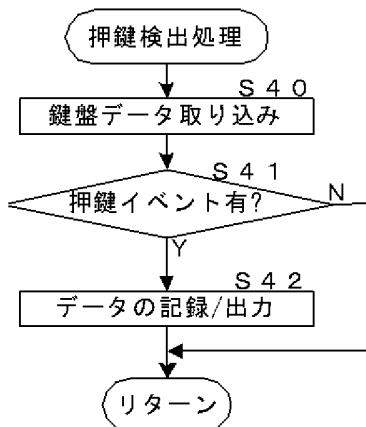 押鍵検出処理
S40
鍵盤データ取り込み
S41
押鍵イベント有?
N
Y
S42
データの記録/出力
リターン